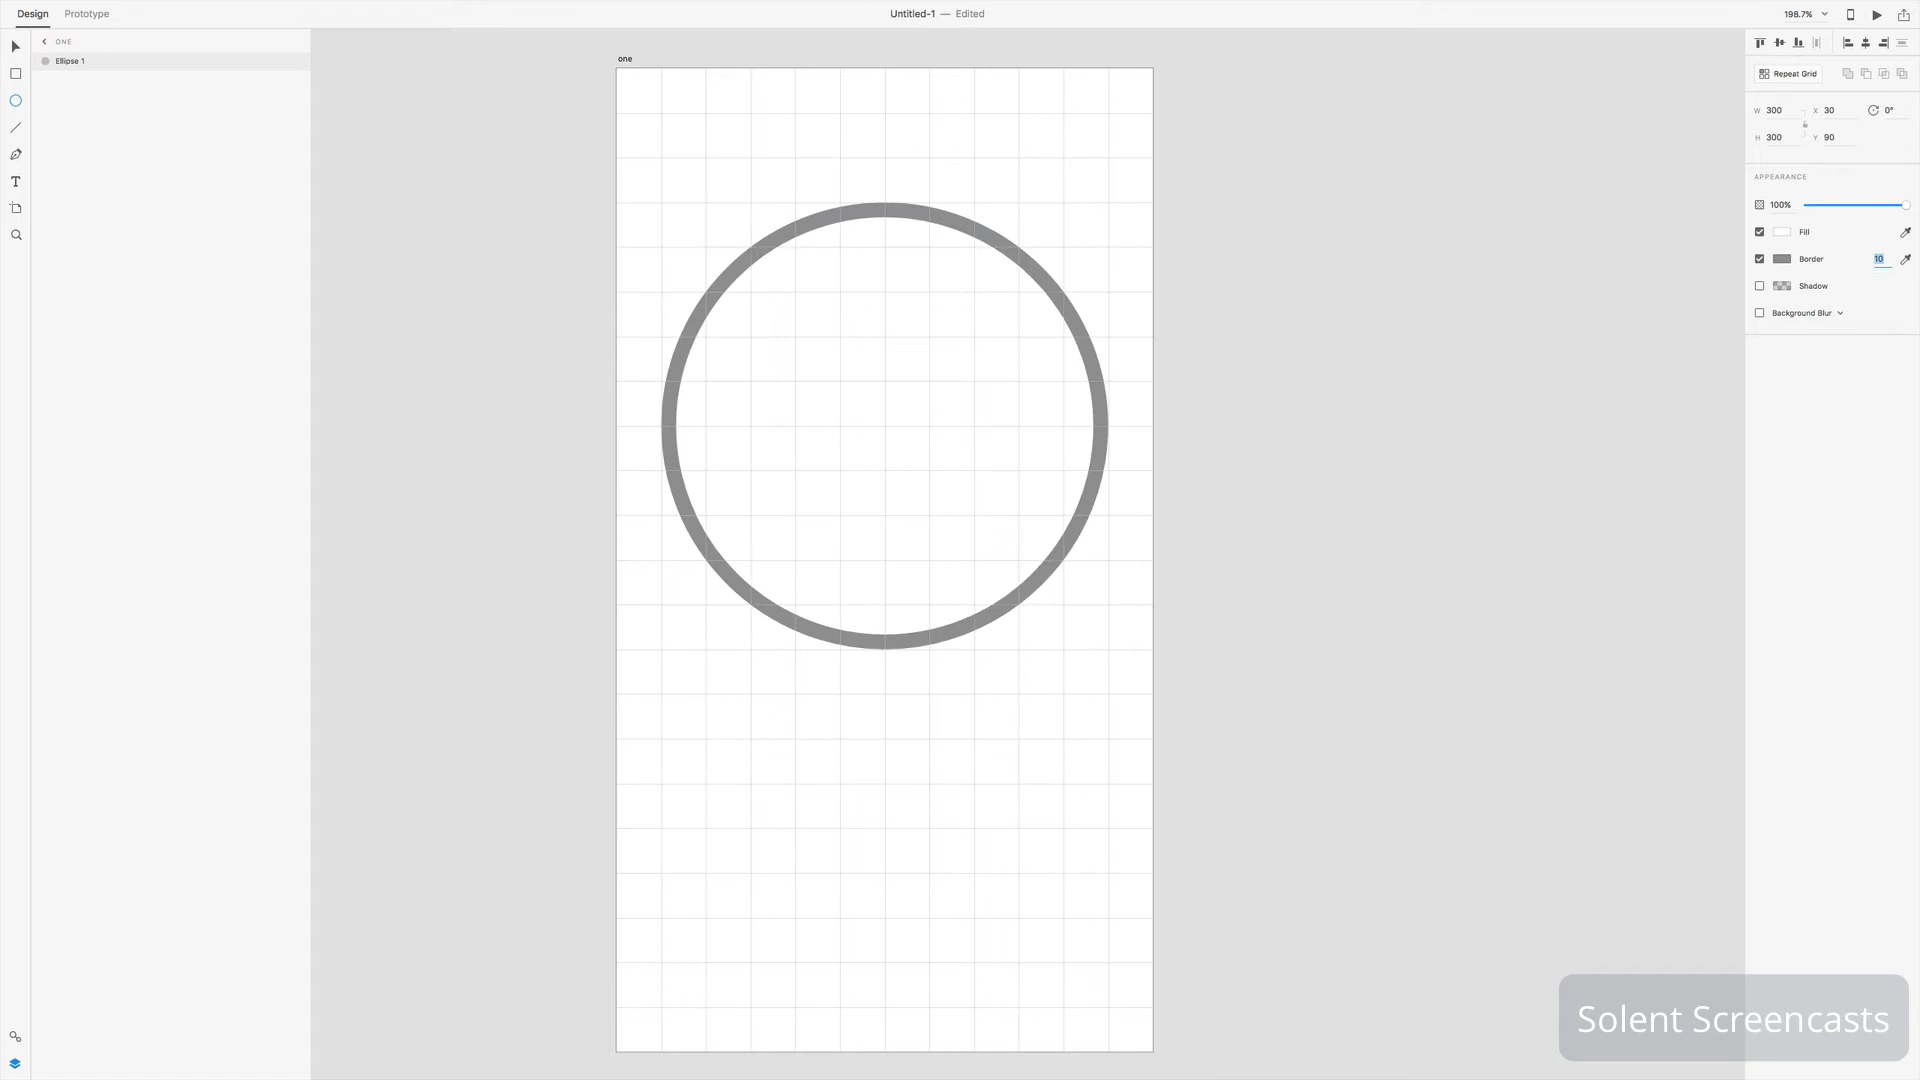 Design
Prototype
Untitled-1 — Edited
198.7%
ONE
Ellipse 1
one
Repeat Grid
W 300 X 30 0°
H 300 Y 90
APPEARANCE
100%
Fill
Border 10
Shadow
Background Blur
Solent Screencasts